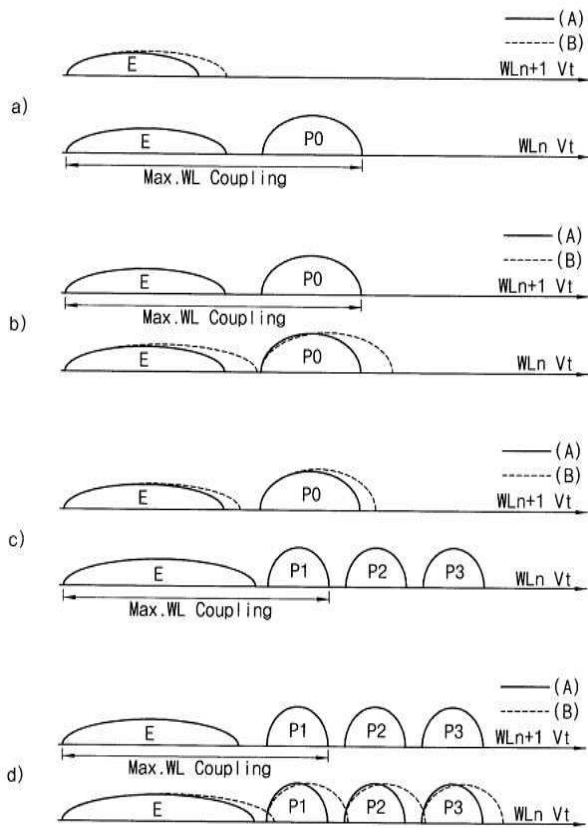 (A)
(B)
E
WLn+1 Vt
a)
E
P0
WLn Vt
Max.WL Coupling
(A)
(B)
E
P0
WLn+1 Vt
Max.WL Coupling
b)
E
P0
WLn Vt
(A)
(B)
E
P0
WLn+1 Vt
c)
E
P1
P2
P3
WLn Vt
Max.WL Coupling
(A)
(B)
E
P1
P2
P3
WLn+1 Vt
Max.WL Coupling
d)
E
P1
P2
P3
WLn Vt